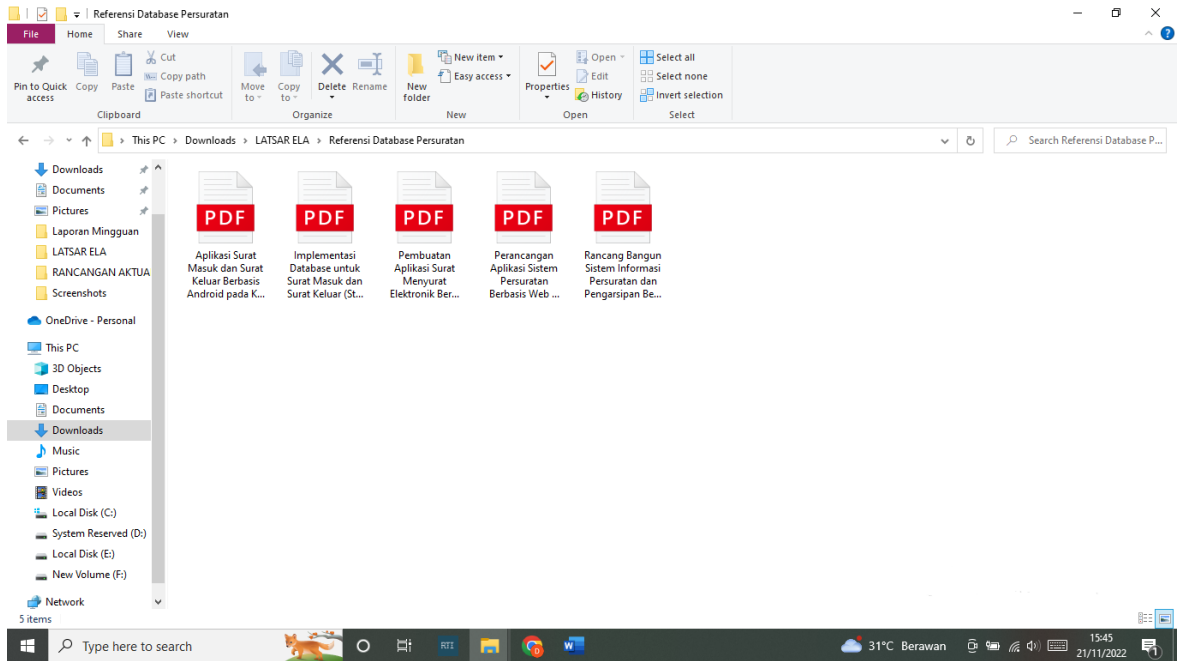 Referensi Database Persuratan
File Home Share View
Pin to Quick access
Copy
Paste
Cut
Copy path
Paste shortcut
Clipboard
Move to
Copy to
Delete
Rename
Organize
New folder
New item
Easy access
New
Properties
Open
Edit
History
Open
Select all
Select none
Invert selection
Select
This PC > Downloads > LATSAR ELA > Referensi Database Persuratan
Search Referensi Database P...
Downloads
Documents
Pictures
Laporan Mingguan
LATSAR ELA
RANCANGAN AKTUA
Screenshots
OneDrive - Personal
This PC
3D Objects
Desktop
Documents
Downloads
Music
Pictures
Videos
Local Disk (C:)
System Reserved (D:)
Local Disk (E:)
New Volume (F:)
Network
PDF
Aplikasi Surat
Masuk dan Surat
Keluar Berbasis
Android pada K...
PDF
Implementasi
Database untuk
Surat Masuk dan
Surat Keluar (St...
PDF
Pembuatan
Aplikasi Surat
Menyurat
Elektronik Ber...
PDF
Perancangan
Aplikasi Sistem
Persuratan
Berbasis Web ...
PDF
Rancang Bangun
Sistem Informasi
Persuratan dan
Pengarsipan Be...
5 items
Type here to search
RTI
31°C Berawan
15:45
21/11/2022
1